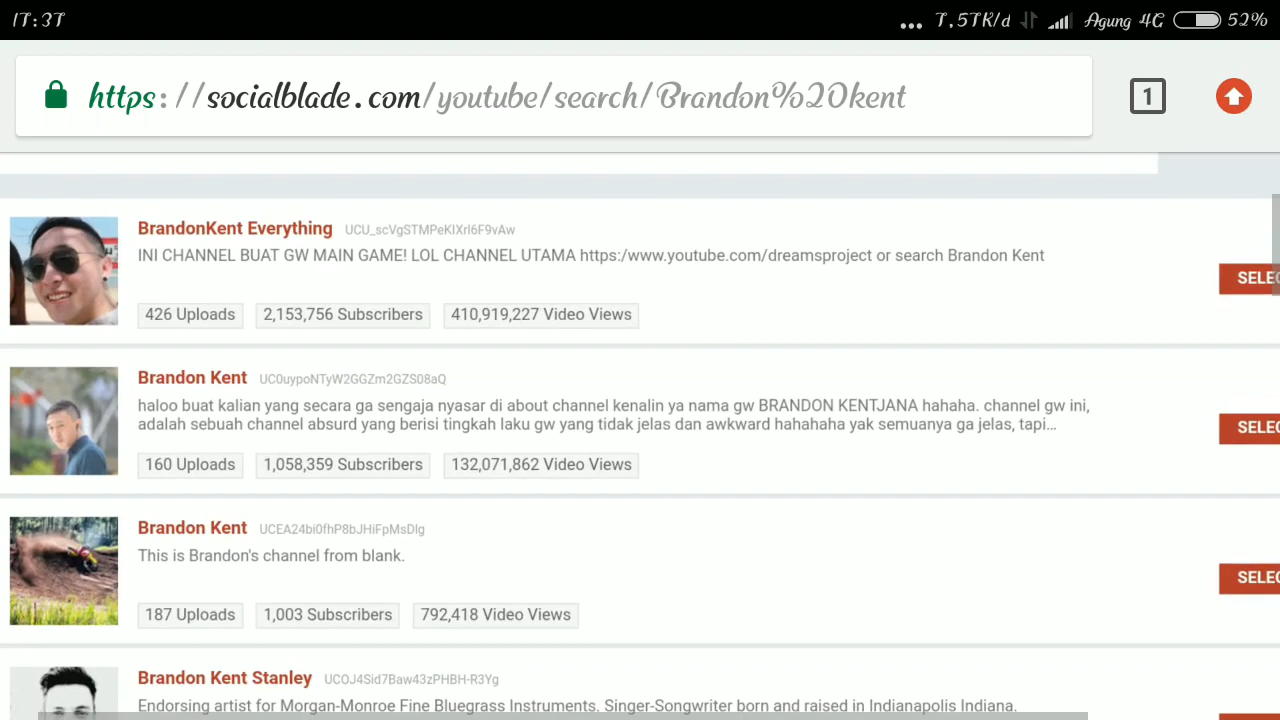 17:37 ... 7,57K/d Agung 4G 52%
https://socialblade.com/youtube/search/Brandon%20kent 1
BrandonKent Everything UCU_scVgSTMPeKIXrI6F9vAw
INI CHANNEL BUAT GW MAIN GAME! LOL CHANNEL UTAMA https:/www.youtube.com/dreamsproject or search Brandon Kent
SELEC
426 Uploads 2,153,756 Subscribers 410,919,227 Video Views
Brandon Kent UC0uypoNTyW2GGZm2GZS08aQ
haloo buat kalian yang secara ga sengaja nyasar di about channel kenalin ya nama gw BRANDON KENTJANA hahaha. channel gw ini,
adalah sebuah channel absurd yang berisi tingkah laku gw yang tidak jelas dan awkward hahahaha yak semuanya ga jelas, tapi...
SELEC
160 Uploads 1,058,359 Subscribers 132,071,862 Video Views
Brandon Kent UCEA24bi0fhP8bJHiFpMsDlg
This is Brandon's channel from blank.
SELEC
187 Uploads 1,003 Subscribers 792,418 Video Views
Brandon Kent Stanley UCOJ4Sid7Baw43zPHBH-R3Yg
Endorsing artist for Morgan-Monroe Fine Bluegrass Instruments. Singer-Songwriter born and raised in Indianapolis Indiana.